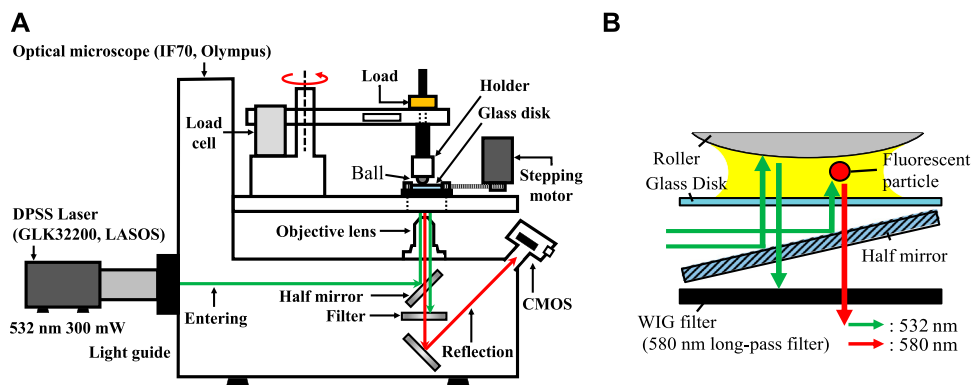 A
Optical microscope (IF70, Olympus)
Load
Holder
Glass disk
Load
cell
Ball
Stepping
motor
DPSS Laser
(GLK32200, LASOS)
Objective lens
CMOS
Half mirror
Entering
Filter
532 nm 300 mW
Reflection
Light guide
B
Roller
Fluorescent
particle
Glass Disk
Half mirror
WIG filter
(580 nm long-pass filter)
: 532 nm
: 580 nm